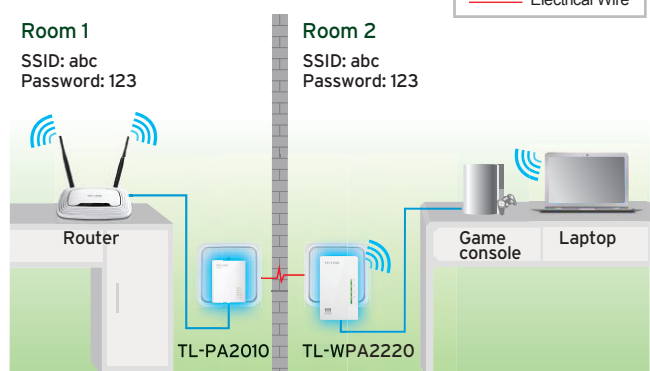 Electrical Wire
Room 1
SSID: abc
Password: 123
Room 2
SSID: abc
Password: 123
Router
Game
console
Laptop
TL-PA2010
TL-WPA2220